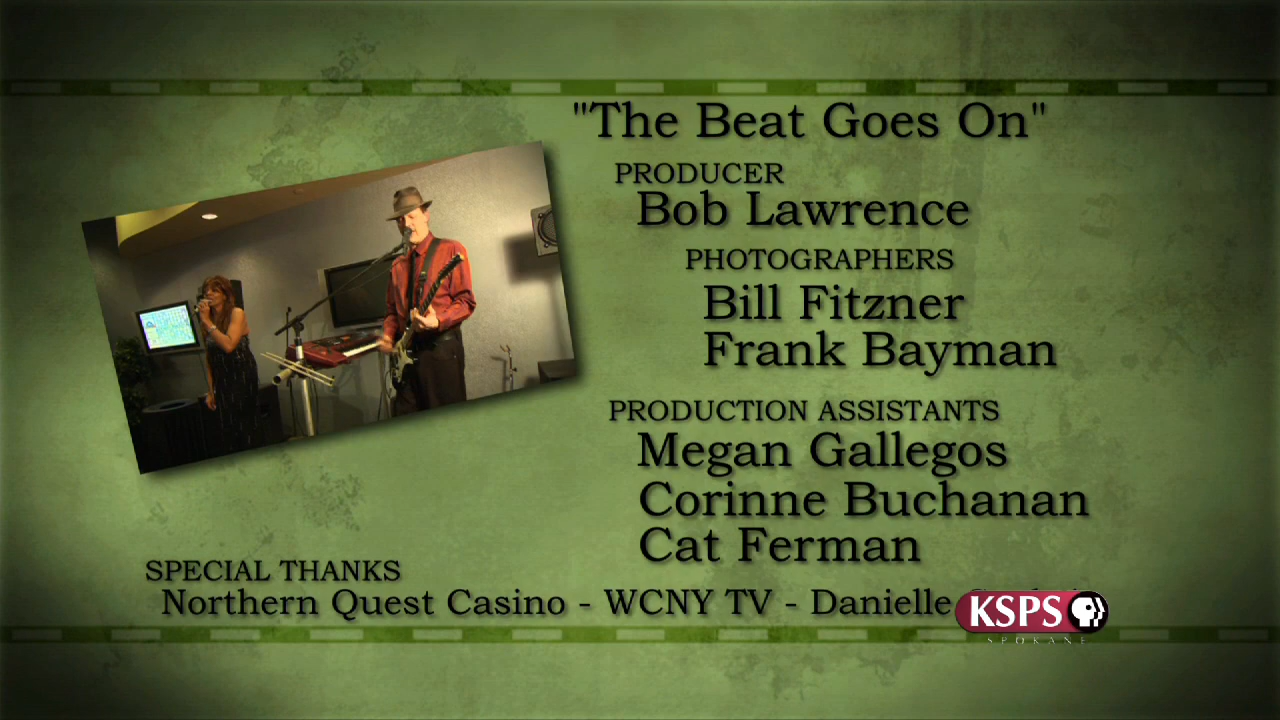 "The Beat Goes On"
PRODUCER
Bob Lawrence
PHOTOGRAPHERS
Bill Fitzner
Frank Bayman
PRODUCTION ASSISTANTS
Megan Gallegos
Corinne Buchanan
Cat Ferman
SPECIAL THANKS
Northern Quest Casino - WCNY TV - Danielle
KSPS
SPOKANE